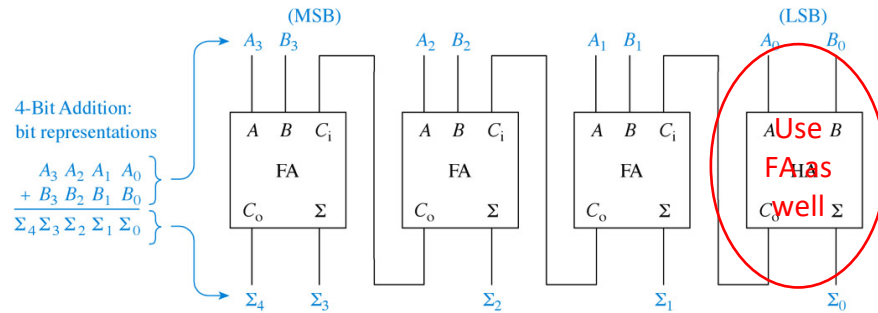 (MSB) (LSB)
A₃ B₃ A₂ B₂ A₁ B₁ A₀ B₀
4-Bit Addition:
bit representations
A₃ A₂ A₁ A₀
+ B₃ B₂ B₁ B₀
Σ₄ Σ₃ Σ₂ Σ₁ Σ₀
A B Cᵢ
FA
Cₒ Σ
A B Cᵢ
FA
Cₒ Σ
A B Cᵢ
FA
Cₒ Σ
A B
HA
Cₒ Σ
Use
FA as
well
Σ₄ Σ₃ Σ₂ Σ₁ Σ₀